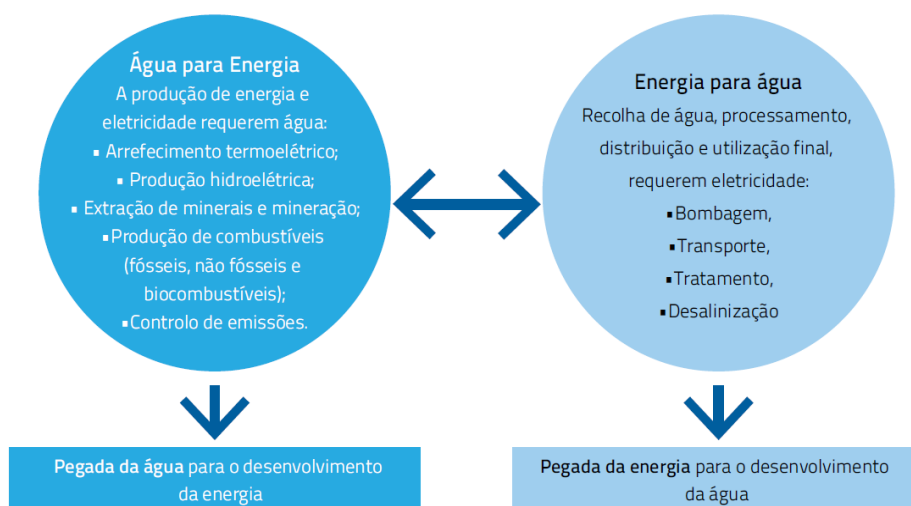 Água para Energia
A produção de energia e
eletricidade requerem água:
▪ Arrefecimento termoelétrico;
▪ Produção hidroelétrica;
▪ Extração de minerais e mineração;
▪Produção de combustíveis
(fósseis, não fósseis e
biocombustíveis);
▪Controlo de emissões.
Energia para água
Recolha de água, processamento,
distribuição e utilização final,
requerem eletricidade:
▪Bombagem,
▪Transporte,
▪Tratamento,
▪Desalinização
Pegada da água para o desenvolvimento
da energia
Pegada da energia para o desenvolvimento
da água